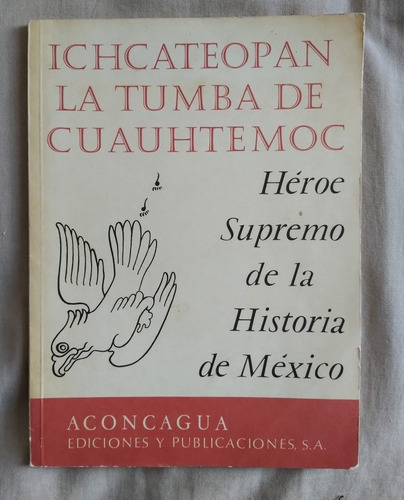 ICHCATEOPAN
LA TUMBA DE
CUAUHTEMOC
Héroe
Supremo
de la
Historia
de México
ACONCAGUA
EDICIONES Y PUBLICACIONES, S.A.